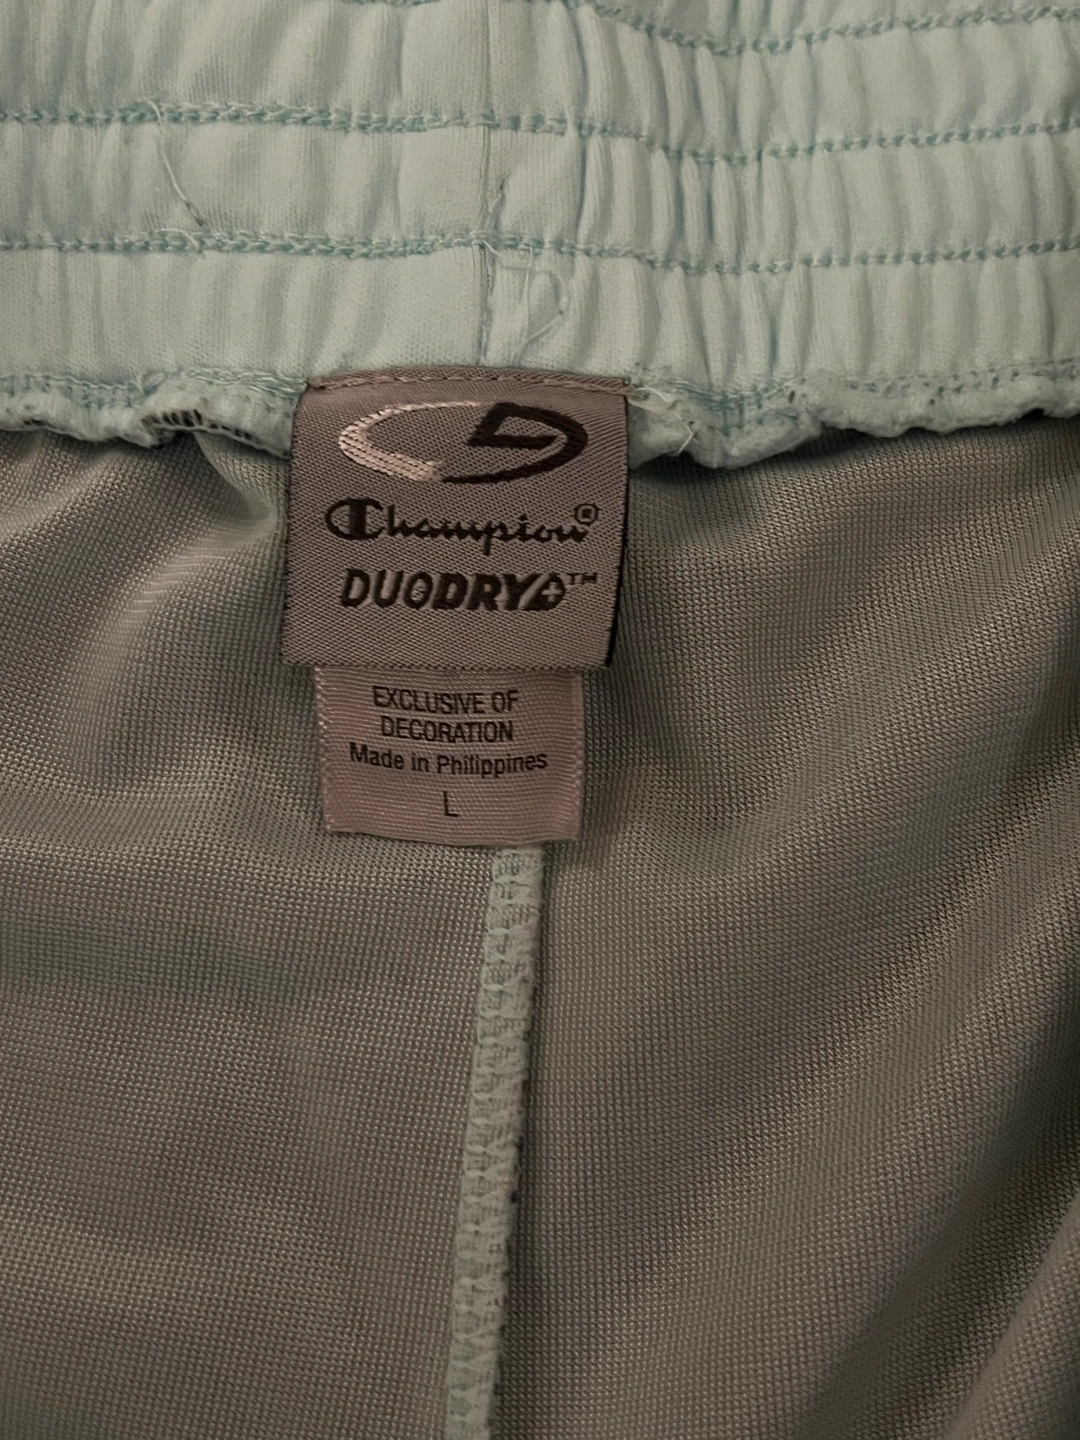 Champion®
DUODRY+™
EXCLUSIVE OF
DECORATION
Made in Philippines
L